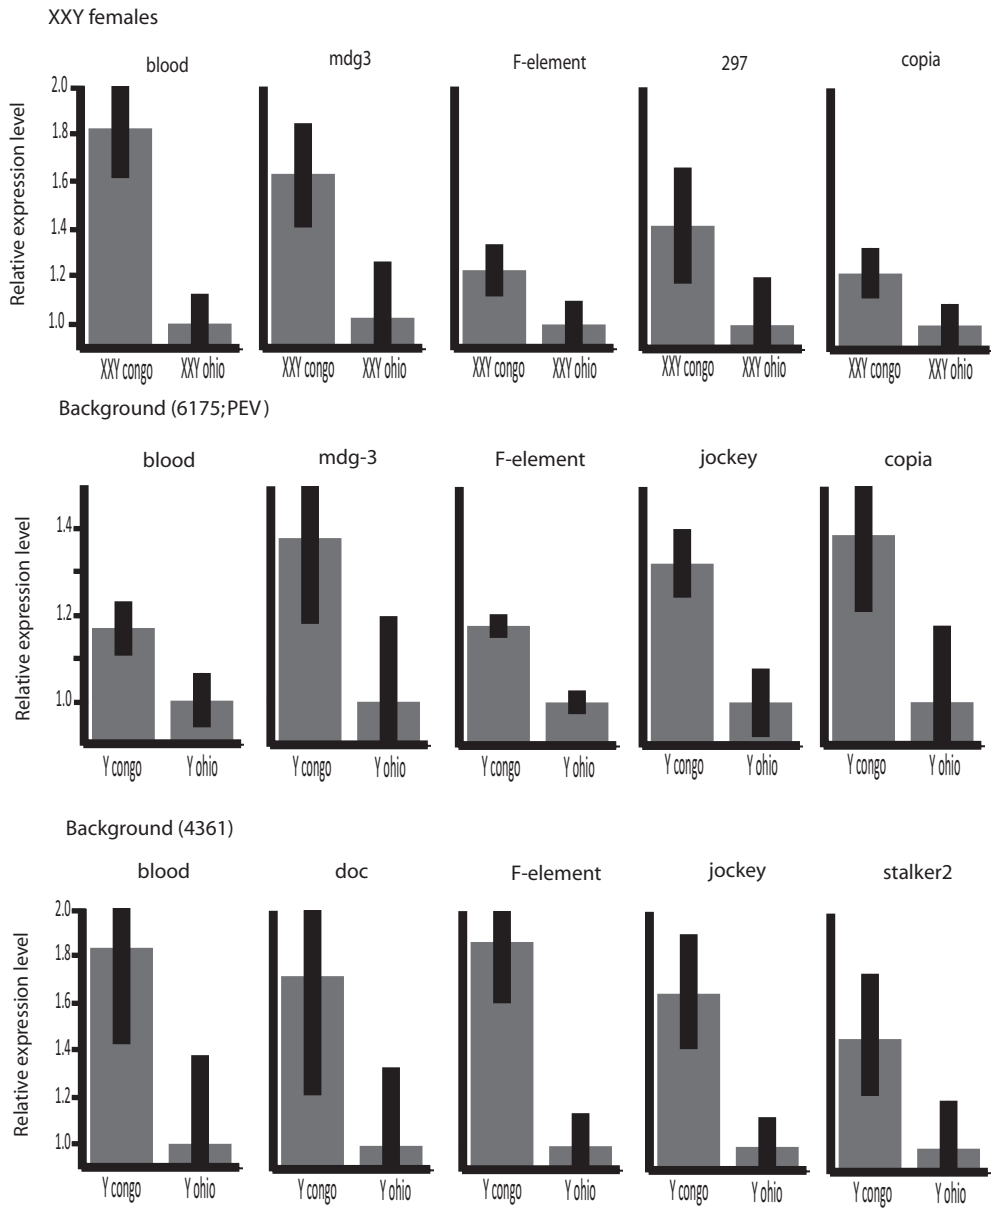 XXY females
blood mdg3 F-element 297 copia
Relative expression level
2.0
1.8
1.6
1.4
1.2
1.0
XXY congo XXY ohio XXY congo XXY ohio XXY congo XXY ohio XXY congo XXY ohio XXY congo XXY ohio
Background (6175;PEV)
blood mdg-3 F-element jockey copia
Relative expression level
1.4
1.2
1.0
Y congo Y ohio Y congo Y ohio Y congo Y ohio Y congo Y ohio Y congo Y ohio
Background (4361)
blood doc F-element jockey stalker2
Relative expression level
2.0
1.8
1.6
1.4
1.2
1.0
Y congo Y ohio Y congo Y ohio Y congo Y ohio Y congo Y ohio Y congo Y ohio